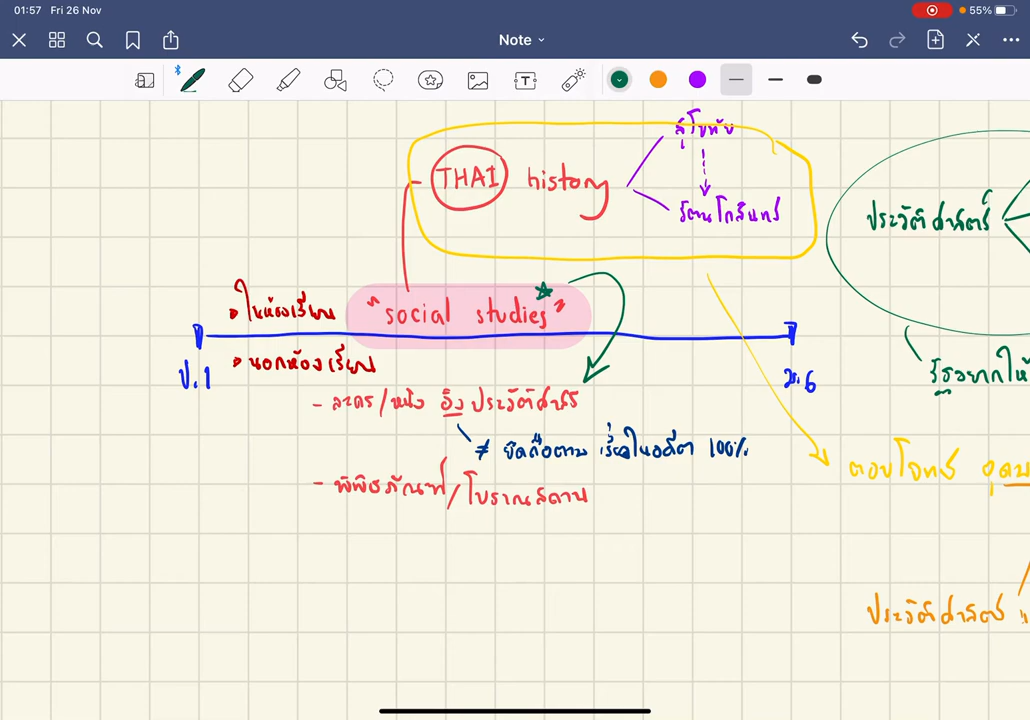 01:57 Fri 26 Nov
55%
Note
T
สุโขทัย
THAI history
รัตนโกสินทร์
ประวัติศาสตร์
• ในห้องเรียน
"social studies"
ป.1
• นอกห้องเรียน
ม.6
- ละคร/หนัง อิง ประวัติศาสตร์
≠ ยึดถือตาม เรื่องในอดีต 100%
- พิพิธภัณฑ์/โบราณสถาน
ตอบโจทย์
ประวัติศาสตร์